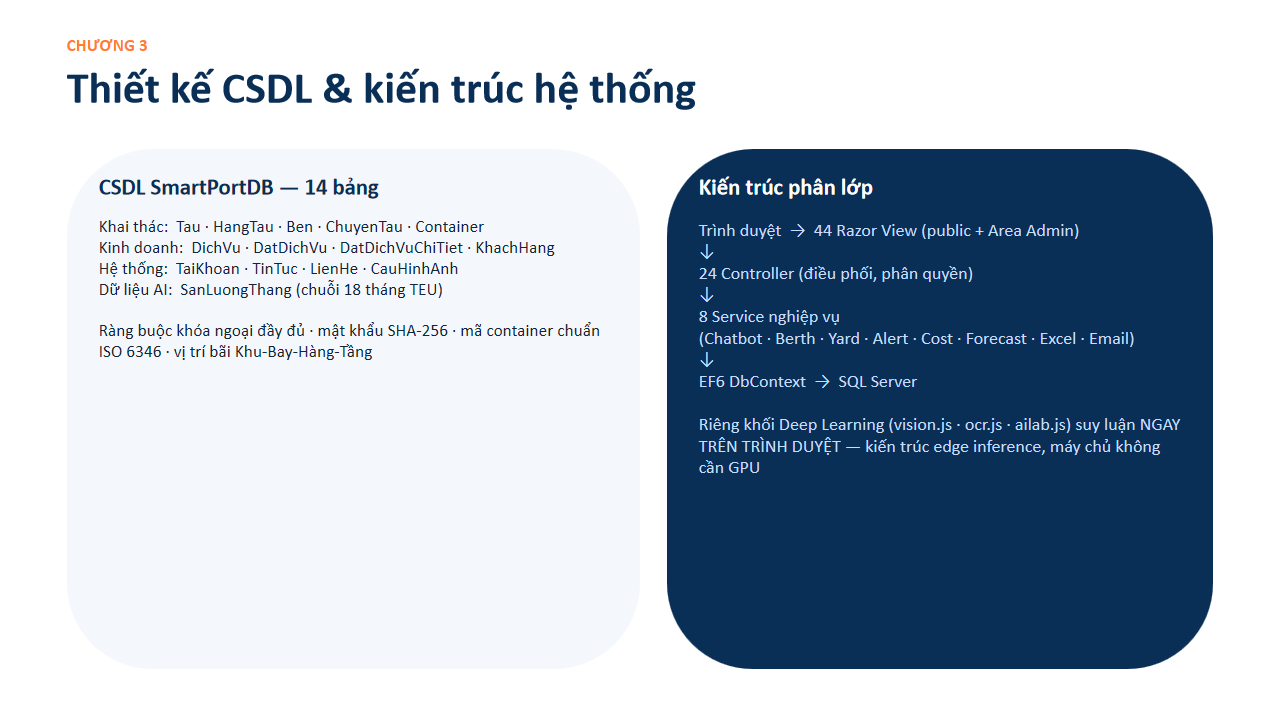 CHƯƠNG 3
Thiết kế CSDL & kiến trúc hệ thống
CSDL SmartPortDB — 14 bảng
Khai thác: Tau · HangTau · Ben · ChuyenTau · Container
Kinh doanh: DichVu · DatDichVu · DatDichVuChiTiet · KhachHang
Hệ thống: TaiKhoan · TinTuc · LienHe · CauHinhAnh
Dữ liệu AI: SanLuongThang (chuỗi 18 tháng TEU)
Ràng buộc khóa ngoại đầy đủ · mật khẩu SHA-256 · mã container chuẩn
ISO 6346 · vị trí bãi Khu-Bay-Hàng-Tầng
Kiến trúc phân lớp
Trình duyệt → 44 Razor View (public + Area Admin)
↓
24 Controller (điều phối, phân quyền)
↓
8 Service nghiệp vụ
(Chatbot · Berth · Yard · Alert · Cost · Forecast · Excel · Email)
↓
EF6 DbContext → SQL Server
Riêng khối Deep Learning (vision.js · ocr.js · ailab.js) suy luận NGAY
TRÊN TRÌNH DUYỆT — kiến trúc edge inference, máy chủ không
cần GPU